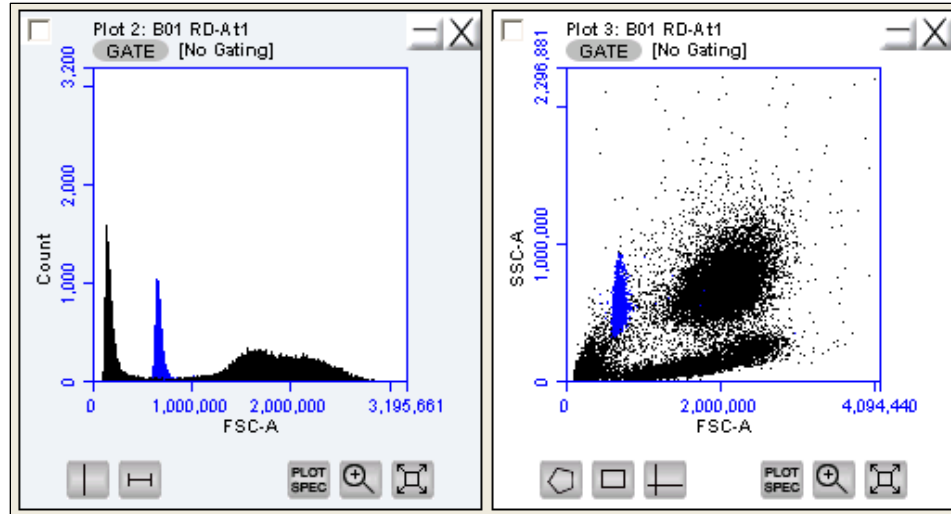 Plot 2: B01 RD-At1
GATE [No Gating]
3,200
2,000
1,000
0
Count
0 1,000,000 2,000,000 3,195,661
FSC-A
PLOT
SPEC
Plot 3: B01 RD-At1
GATE [No Gating]
2,296,881
1,000,000
0
SSC-A
0 2,000,000 4,094,440
FSC-A
PLOT
SPEC